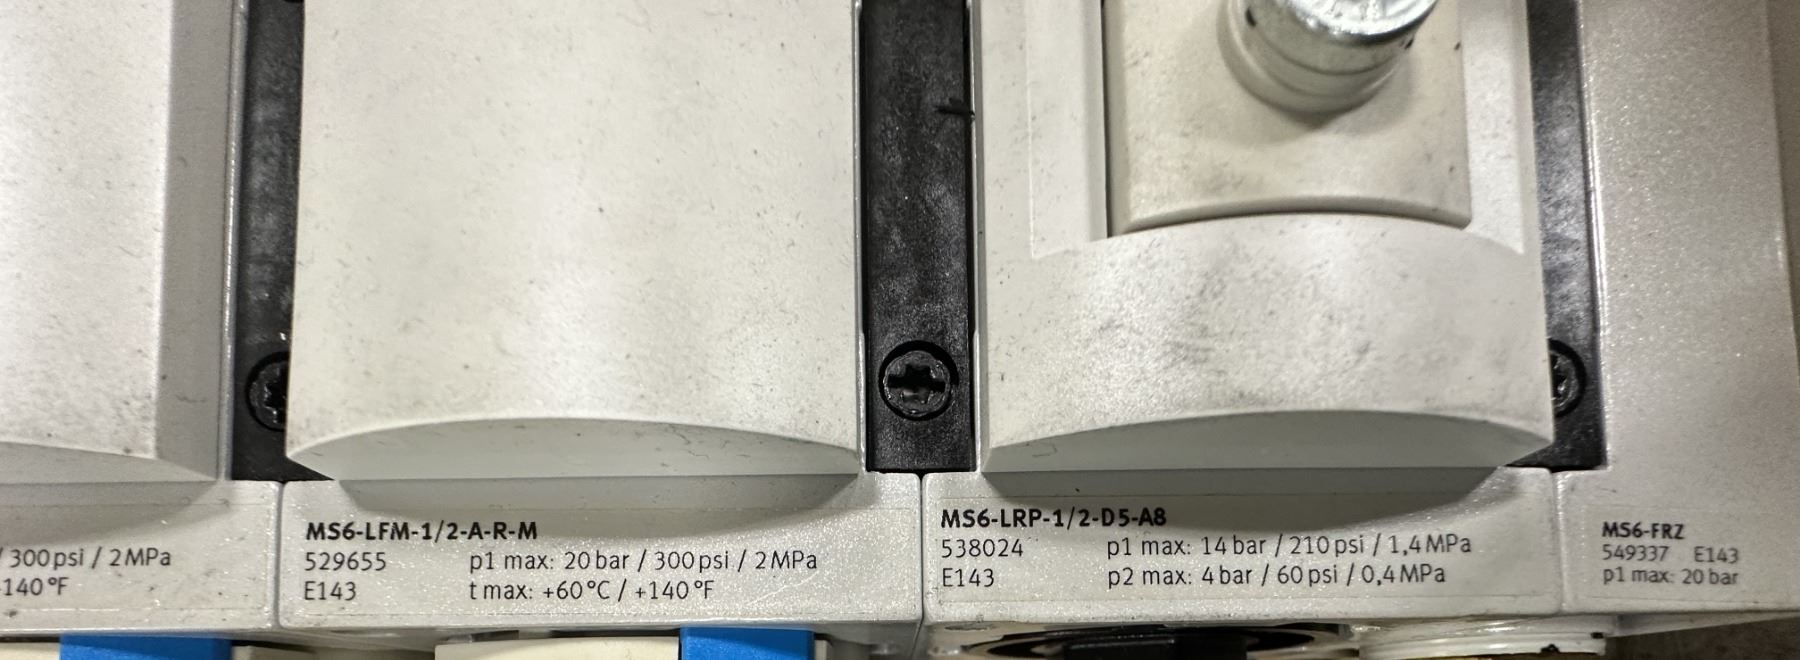 / 300 psi / 2 MPa
140 °F
MS6-LFM-1/2-A-R-M
529655 p1 max: 20 bar / 300 psi / 2 MPa
E143 t max: +60 °C / +140 °F
MS6-LRP-1/2-D5-A8
538024 p1 max: 14 bar / 210 psi / 1,4 MPa
E143 p2 max: 4 bar / 60 psi / 0,4 MPa
MS6-FRZ
549337 E143
p1 max: 20 bar